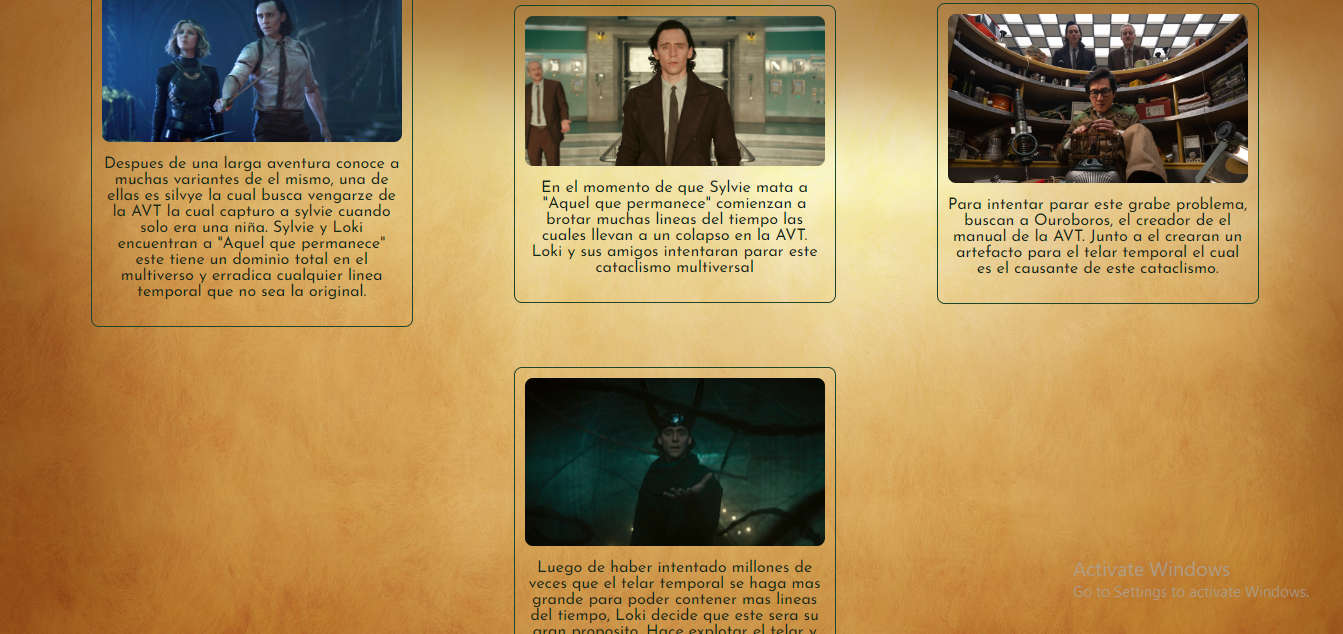 Despues de una larga aventura conoce a
muchas variantes de el mismo, una de
ellas es silvye la cual busca vengarze de
la AVT la cual capturo a sylvie cuando
solo era una niña. Sylvie y Loki
encuentran a "Aquel que permanece"
este tiene un dominio total en el
multiverso y erradica cualquier linea
temporal que no sea la original.
En el momento de que Sylvie mata a
"Aquel que permanece" comienzan a
brotar muchas lineas del tiempo las
cuales llevan a un colapso en la AVT.
Loki y sus amigos intentaran parar este
cataclismo multiversal
Para intentar parar este grabe problema,
buscan a Ouroboros, el creador de el
manual de la AVT. Junto a el crearan un
artefacto para el telar temporal el cual
es el causante de este cataclismo.
Luego de haber intentado millones de
veces que el telar temporal se haga mas
grande para poder contener mas lineas
del tiempo, Loki decide que este sera su
gran proposito. Hace explotar el telar y
Activate Windows
Go to Settings to activate Windows.